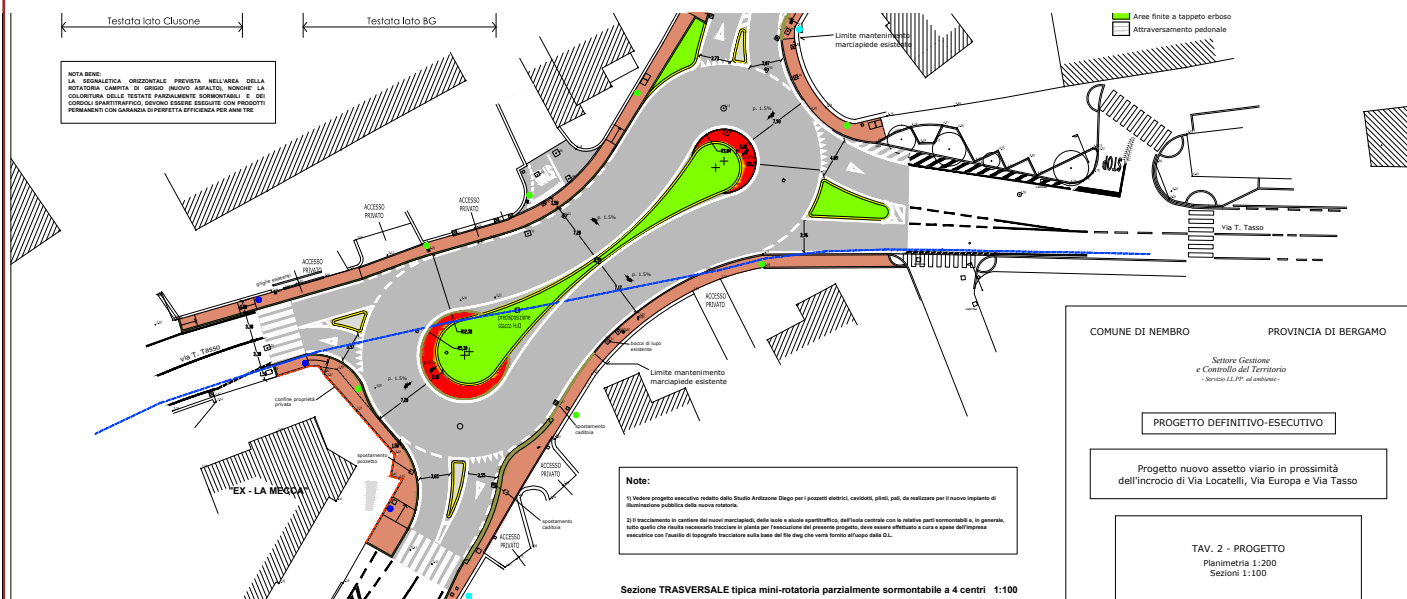 Testata lato Clusone
Testata lato BG
Aree finite a tappeto erboso
Attraversamento pedonale
NOTA BENE:
LA SEGNALETICA ORIZZONTALE PREVISTA NELL'AREA DELLA
ROTATORIA CAMPITA DI GRIGIO (NUOVO ASFALTO), NONCHE' LA
COLORITURA DELLE TESTATE PARZIALMENTE SORMONTABILI E DEI
CORDOLI SPARTITRAFFICO, DEVONO ESSERE ESEGUITE CON PRODOTTI
PERMANENTI CON GARANZIA DI PERFETTA EFFICIENZA PER ANNI TRE
Limite mantenimento
marciapiede esistente
p. 1.5%
7.90
STOP
ACCESSO
PRIVATO
ACCESSO
PRIVATO
ACCESSO
PRIVATO
griglie esistenti
p. 1.5%
p. 1.5%
via T. Tasso
via T. Tasso
predisposizione
stacco H2O
ACCESSO
PRIVATO
bocca di lupo
esistente
Limite mantenimento
marciapiede esistente
p. 1.5%
confine proprietà
privata
spostamento
caditoia
spostamento
pozzetto
"EX - LA MECCA"
ACCESSO
PRIVATO
spostamento
caditoia
ACCESSO
PRIVATO
COMUNE DI NEMBRO
PROVINCIA DI BERGAMO
Settore Gestione
e Controllo del Territorio
- Servizio LL.PP. ed ambiente -
PROGETTO DEFINITIVO-ESECUTIVO
Progetto nuovo assetto viario in prossimità
dell'incrocio di Via Locatelli, Via Europa e Via Tasso
TAV. 2 - PROGETTO
Planimetria 1:200
Sezioni 1:100
Note:
1) Vedere progetto esecutivo redatto dallo Studio Ardizzone Diego per i pozzetti elettrici, cavidotti, plinti, pali, da realizzare per il nuovo impianto di
illuminazione pubblica della nuova rotatoria.
2) Il tracciamento in cantiere dei nuovi marciapiedi, delle isole e aiuole spartitraffico, dell'isola centrale con le relative parti sormontabili e, in generale,
tutto quello che risulta necessario tracciare in pianta per l'esecuzione del presente progetto, deve essere effettuato a cura e spese dell'impresa
esecutrice con l'ausilio di topografo tracciatore sulla base del file dwg che verrà fornito all'uopo dalla D.L.
Sezione TRASVERSALE tipica mini-rotatoria parzialmente sormontabile a 4 centri 1:100